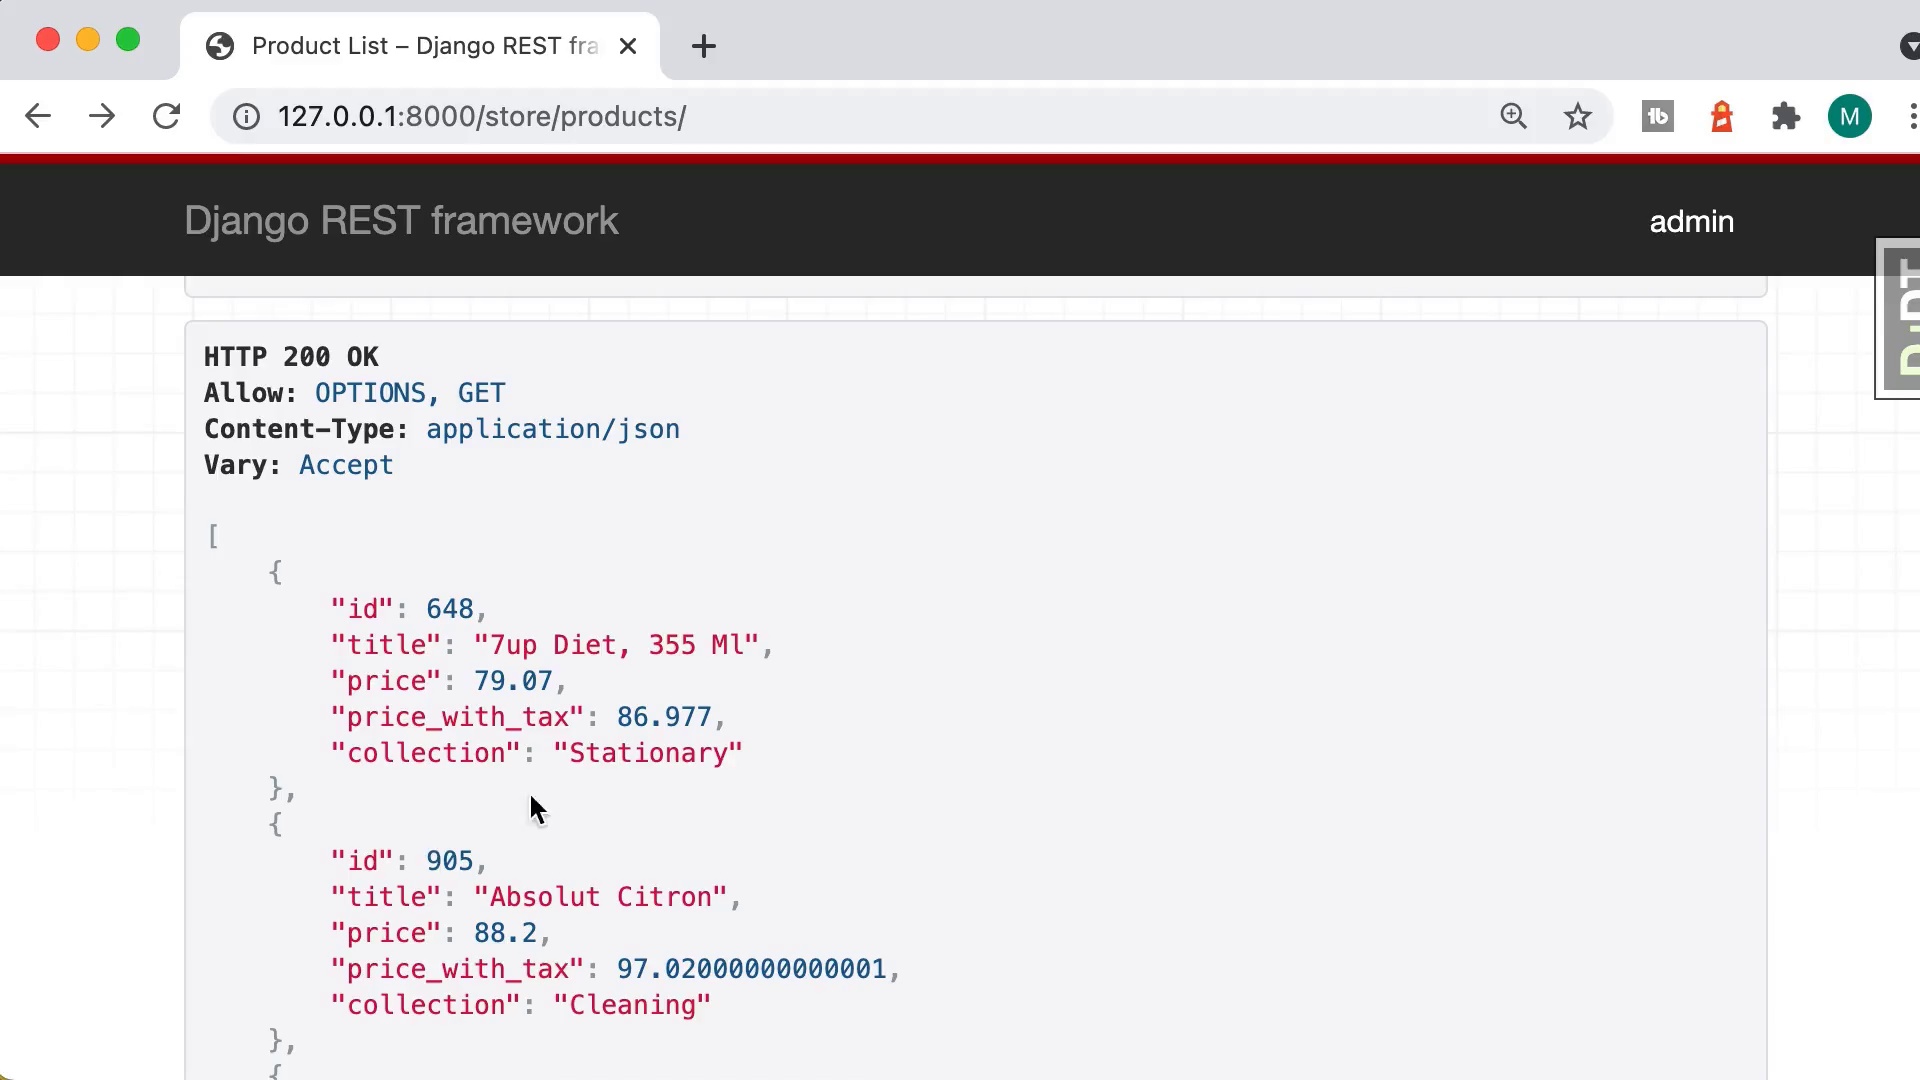 Product List – Django REST fra
127.0.0.1:8000/store/products/
M
Django REST framework
admin
DjDT
HTTP 200 OK
Allow: OPTIONS, GET
Content-Type: application/json
Vary: Accept
[
{
"id": 648,
"title": "7up Diet, 355 Ml",
"price": 79.07,
"price_with_tax": 86.977,
"collection": "Stationary"
},
{
"id": 905,
"title": "Absolut Citron",
"price": 88.2,
"price_with_tax": 97.02000000000001,
"collection": "Cleaning"
},
{